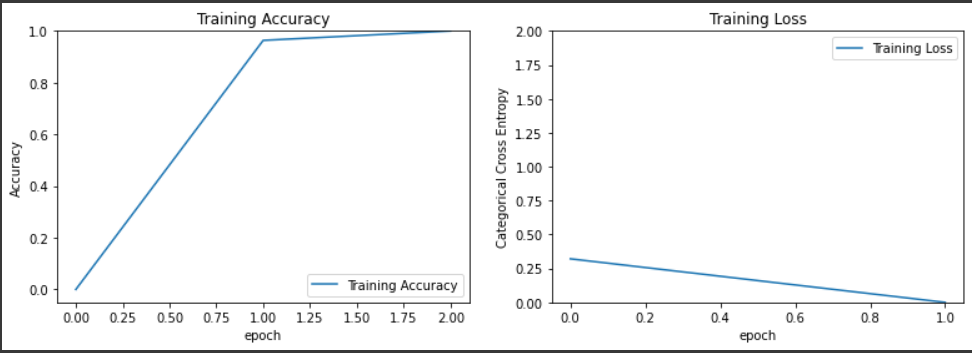 Training Accuracy
1.0
0.8
0.6
0.4
0.2
0.0
Accuracy
Training Accuracy
0.00 0.25 0.50 0.75 1.00 1.25 1.50 1.75 2.00
epoch
Training Loss
2.00
1.75
1.50
1.25
1.00
0.75
0.50
0.25
0.00
Categorical Cross Entropy
Training Loss
0.0 0.2 0.4 0.6 0.8 1.0
epoch